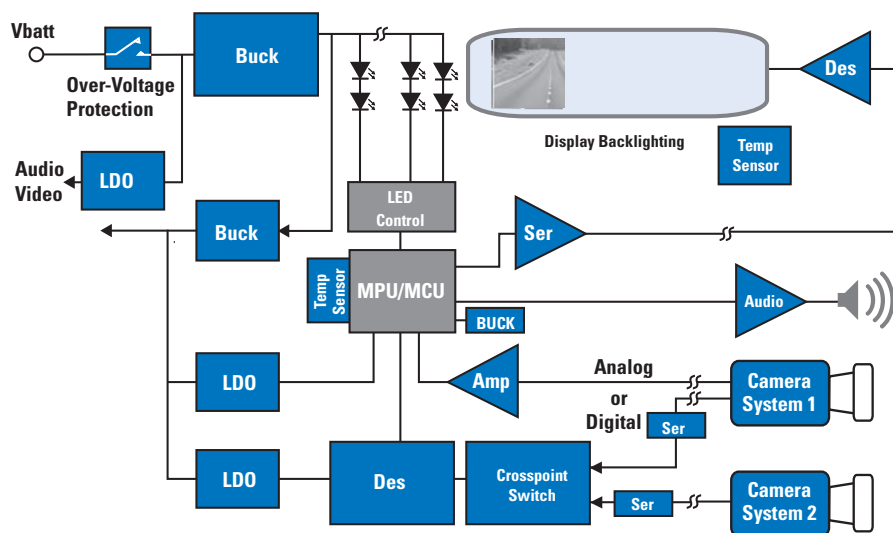 Vbatt
Buck
Over-Voltage
Protection
Des
Display Backlighting
Temp
Sensor
Audio
Video
LDO
LED
Control
Buck
Ser
Temp
Sensor
MPU/MCU
BUCK
Audio
LDO
Amp
Analog
or
Digital
Camera
System 1
Ser
LDO
Des
Crosspoint
Switch
Ser
Camera
System 2